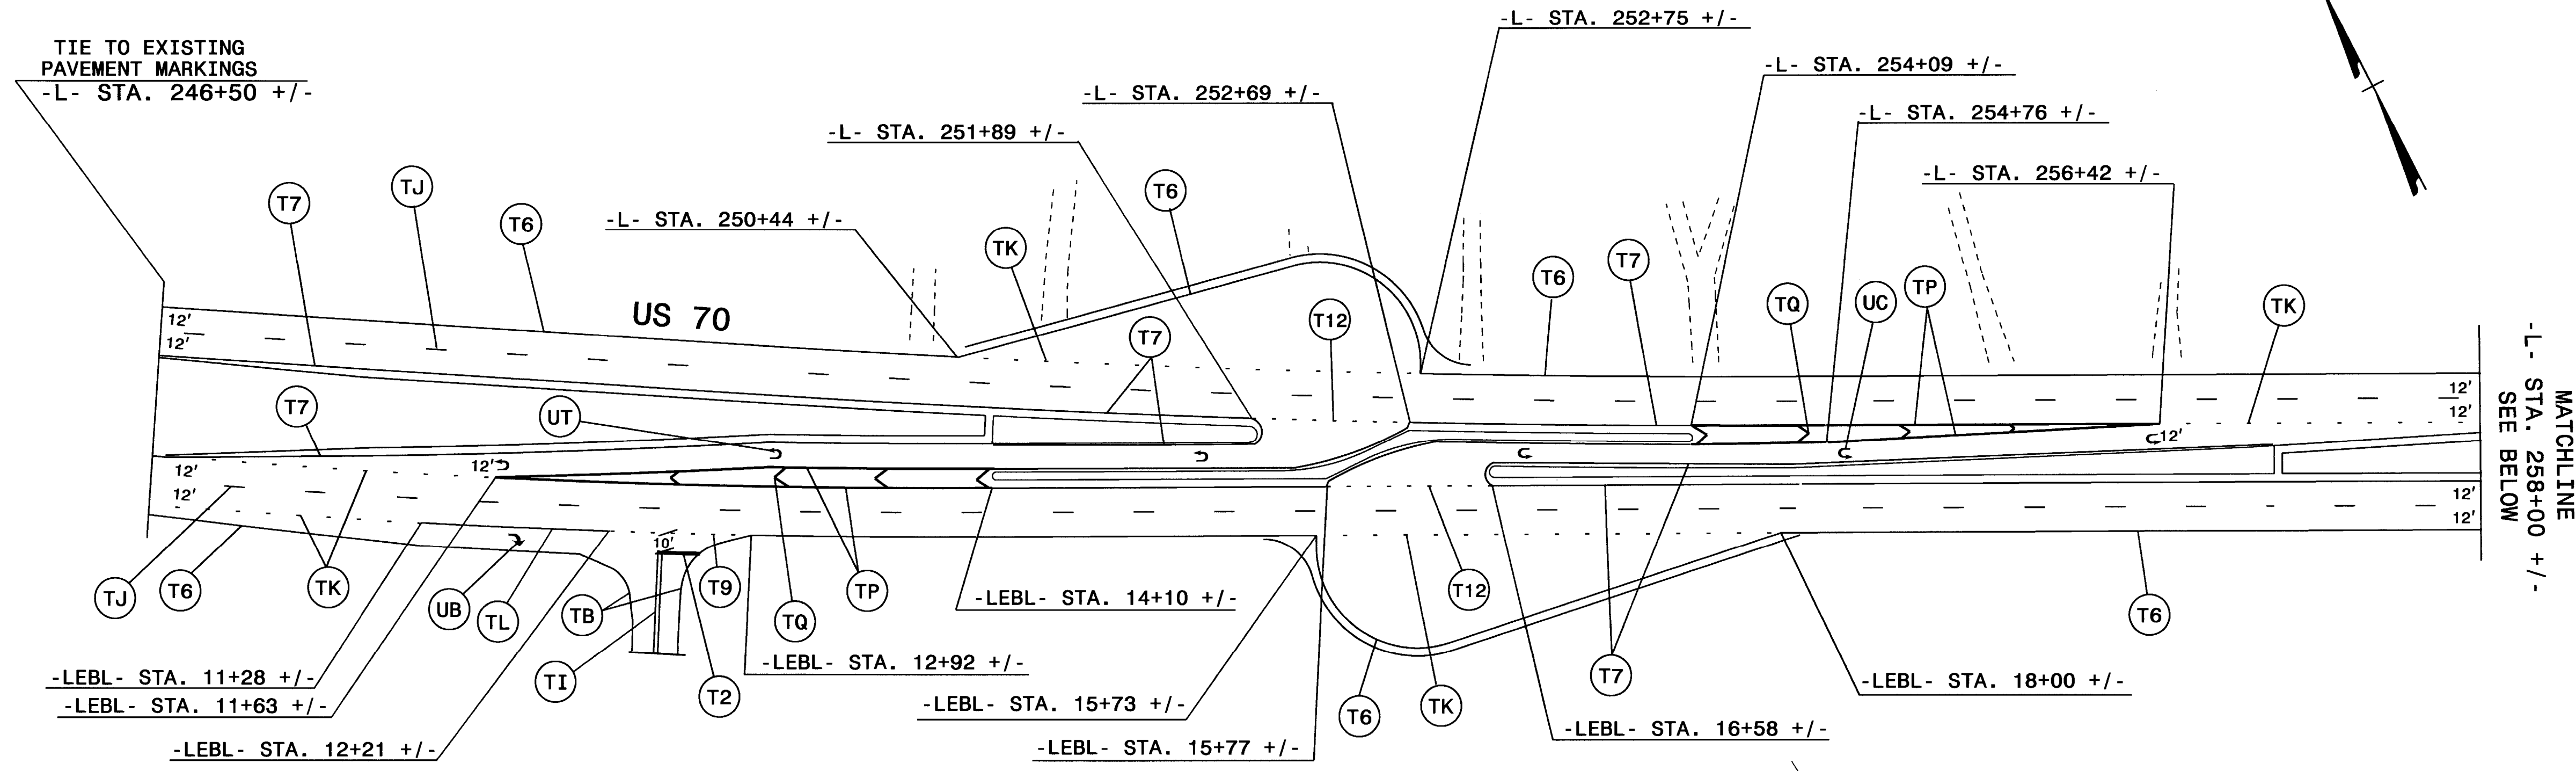 TIE TO EXISTING
PAVEMENT MARKINGS
-L- STA. 246+50 +/-
-L- STA. 252+75 +/-
-L- STA. 254+09 +/-
-L- STA. 252+69 +/-
-L- STA. 254+76 +/-
-L- STA. 251+89 +/-
-L- STA. 256+42 +/-
-L- STA. 250+44 +/-
T7
TJ
T6
TK
T6
T6
T7
TQ
UC
TP
TK
T12
T7
US 70
12'
12'
12'
12'
T7
UT
12'
12'
12'
12'
12'
12'
MATCHLINE
-L- STA. 258+00 +/-
SEE BELOW
10'
TJ
T6
TK
UB
TL
TB
T9
TQ
TP
T12
T6
TI
T2
T6
TK
T7
-LEBL- STA. 14+10 +/-
-LEBL- STA. 12+92 +/-
-LEBL- STA. 11+28 +/-
-LEBL- STA. 11+63 +/-
-LEBL- STA. 12+21 +/-
-LEBL- STA. 15+73 +/-
-LEBL- STA. 15+77 +/-
-LEBL- STA. 16+58 +/-
-LEBL- STA. 18+00 +/-